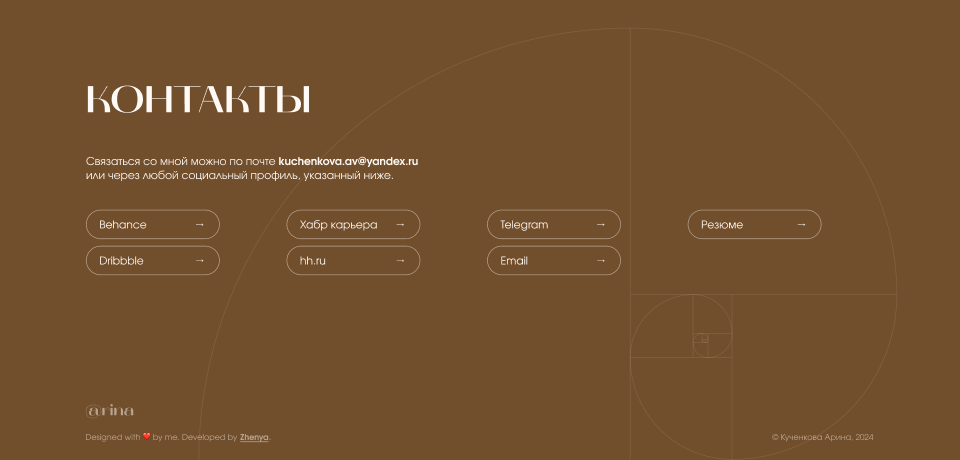 КОНТАКТЫ
Связаться со мной можно по почте kuchenkova.av@yandex.ru
или через любой социальный профиль, указанный ниже.
Behance →
Хабр карьера →
Telegram →
Резюме →
Dribbble →
hh.ru →
Email →
@rina
Designed with ❤️ by me. Developed by Zhenya.
© Кученкова Арина, 2024